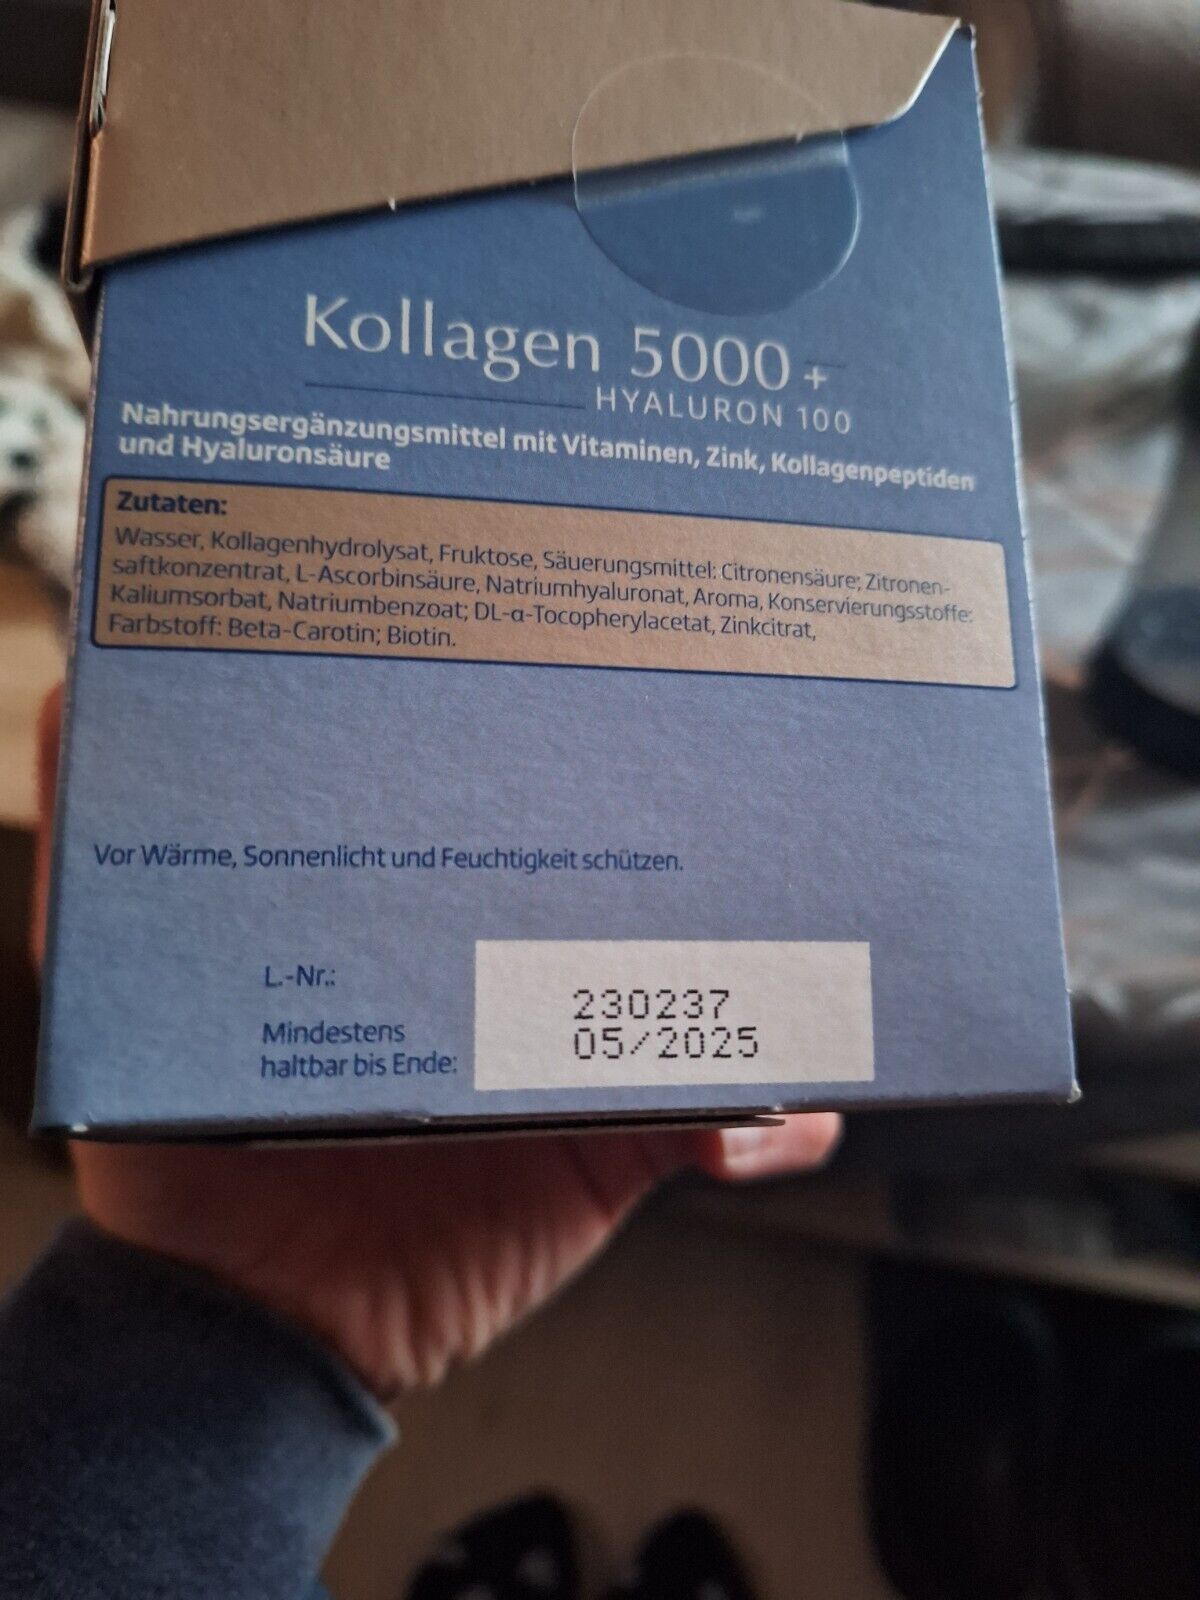 Kollagen 5000 +
HYALURON 100
Nahrungsergänzungsmittel mit Vitaminen, Zink, Kollagenpeptiden
und Hyaluronsäure
Zutaten:
Wasser, Kollagenhydrolysat, Fruktose, Säuerungsmittel: Citronensäure; Zitronen-
saftkonzentrat, L-Ascorbinsäure, Natriumhyaluronat, Aroma, Konservierungsstoffe:
Kaliumsorbat, Natriumbenzoat; DL-α-Tocopherylacetat, Zinkcitrat,
Farbstoff: Beta-Carotin; Biotin.
Vor Wärme, Sonnenlicht und Feuchtigkeit schützen.
L.-Nr.:
230237
Mindestens
haltbar bis Ende:
05/2025